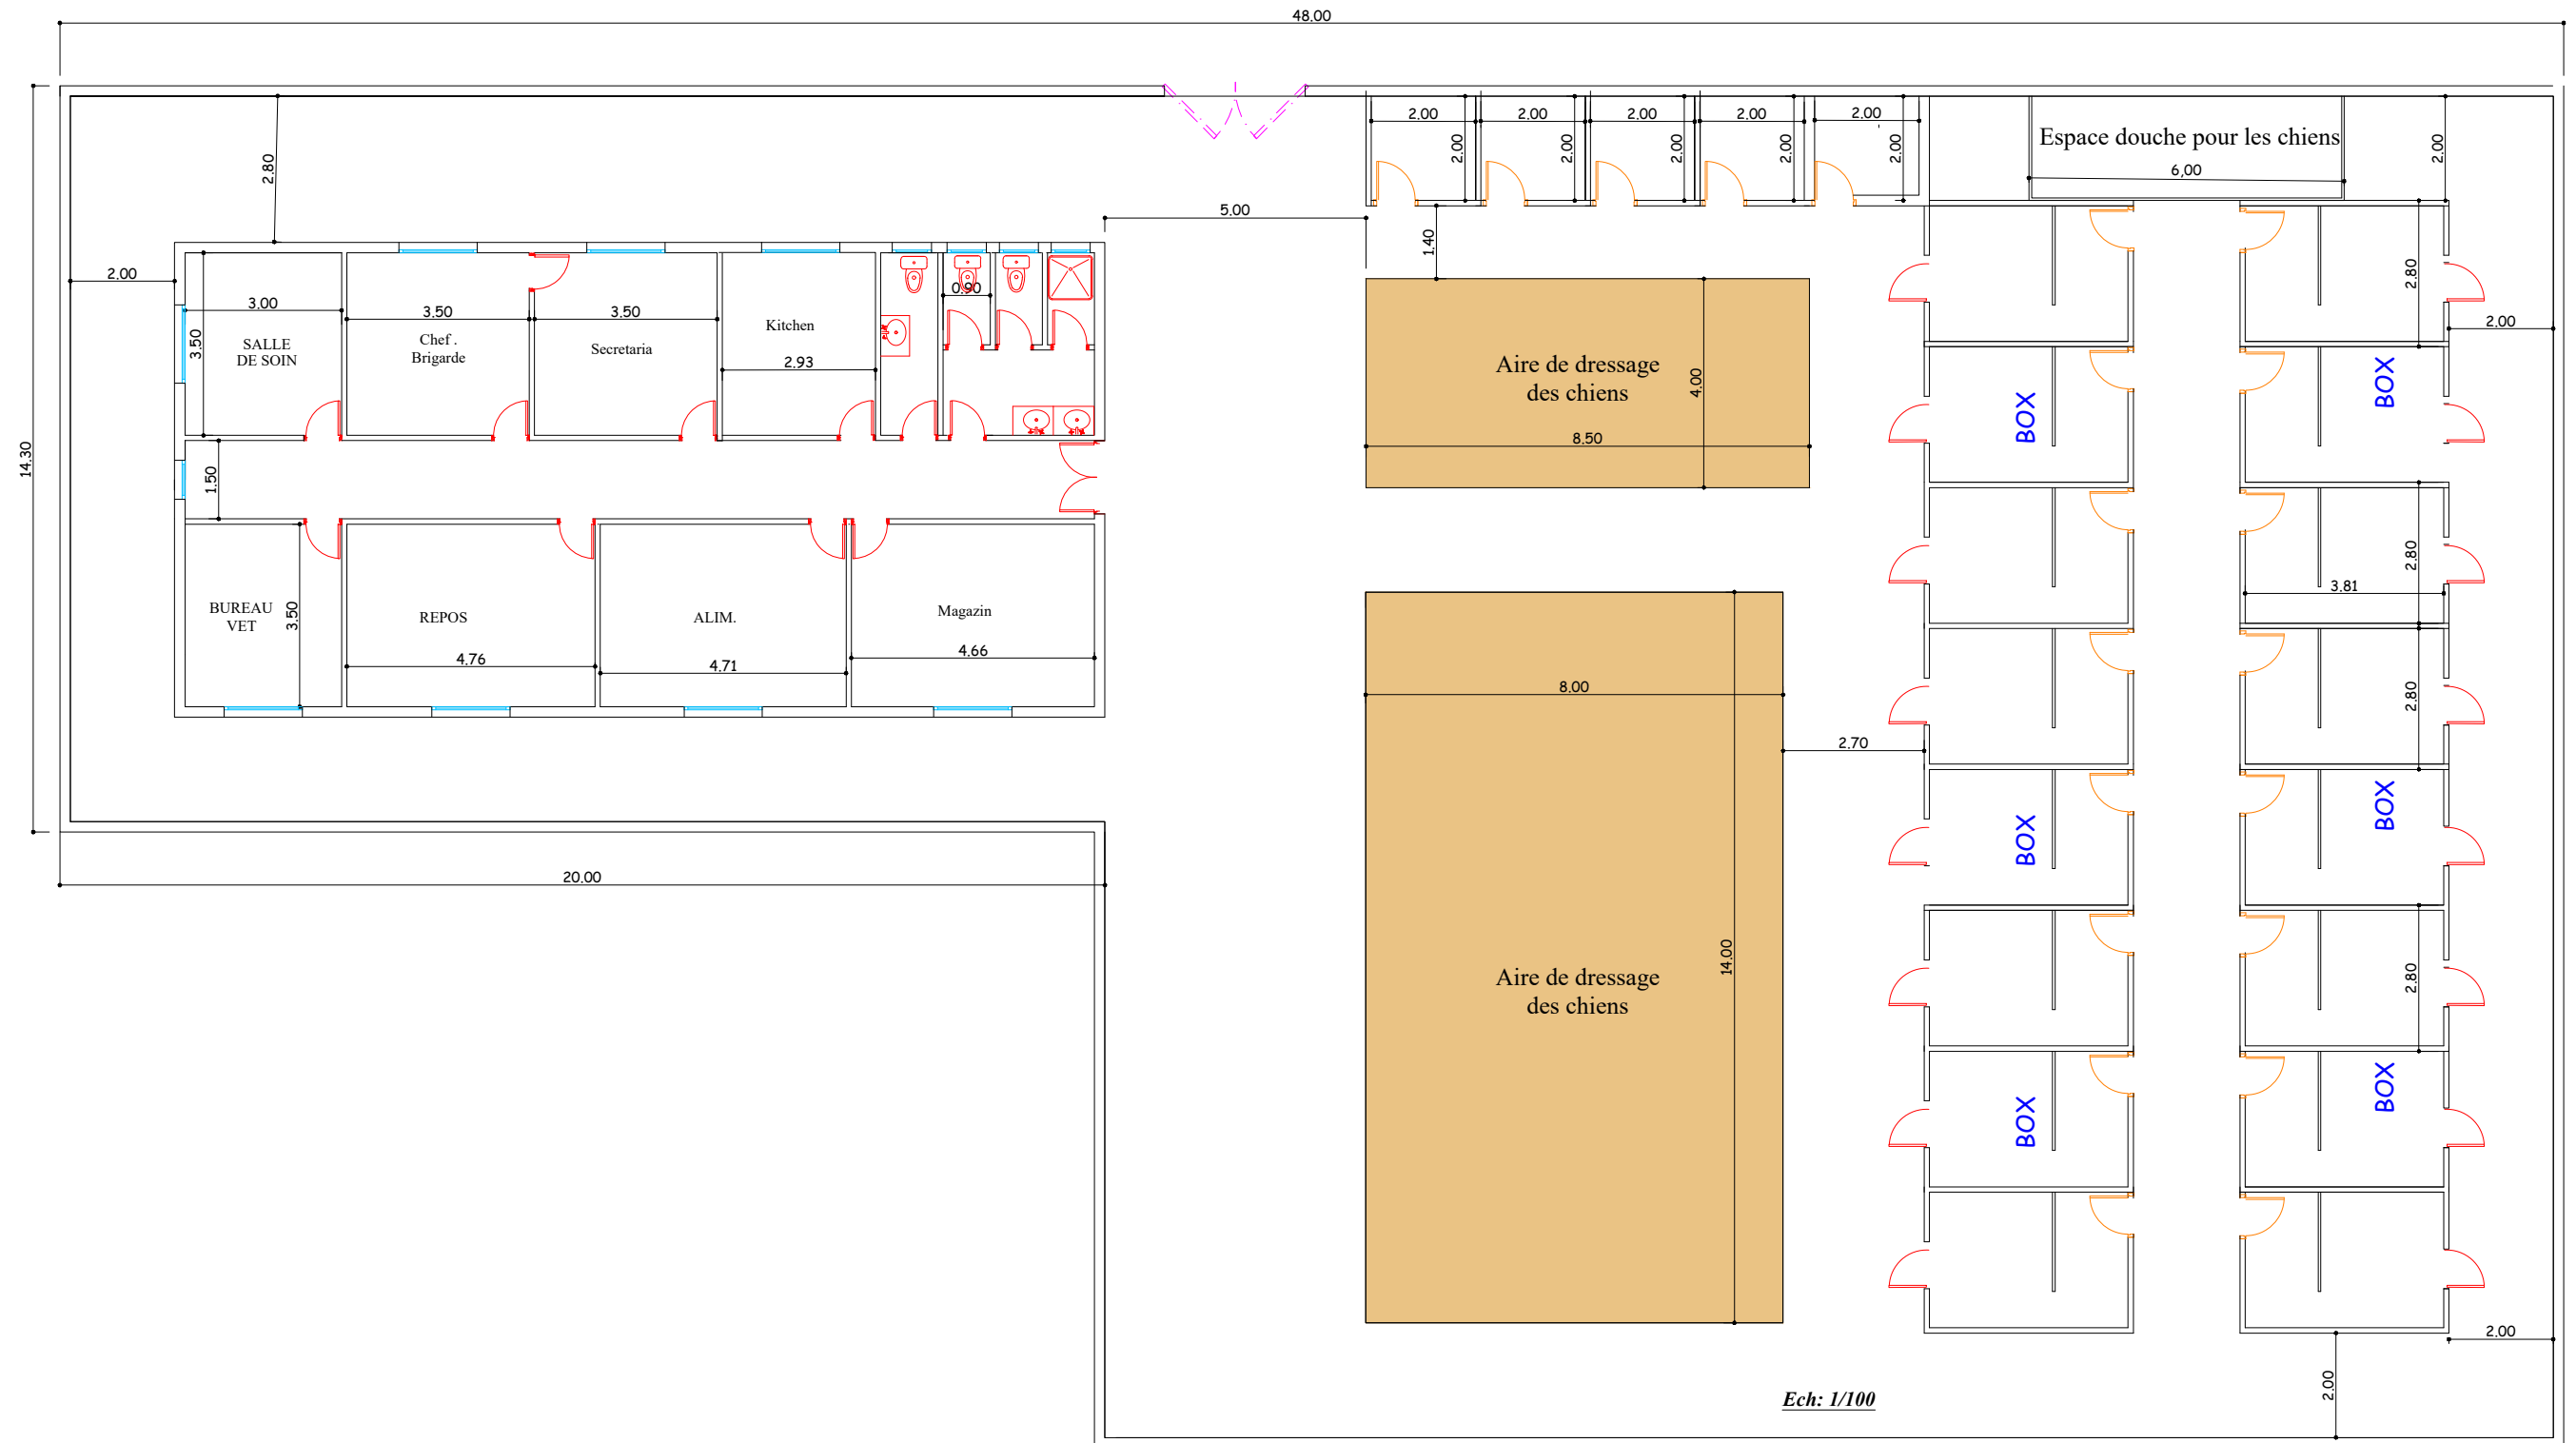 48.00
2.00
2.00
2.00
2.00
2.00
2.00
2.00
2.00
2.00
2.00
Espace douche pour les chiens
6,00
2.00
2.80
5.00
1.40
2.00
3.00
3.50
SALLE
DE SOIN
3.50
Chef .
Brigarde
3.50
Secretaria
Kitchen
2.93
0.90
2.80
2.00
Aire de dressage
des chiens
4.00
8.50
BOX
BOX
14.30
1.50
BUREAU
VET
3.50
REPOS
4.76
ALIM.
4.71
Magazin
4.66
2.80
3.81
8.00
2.80
2.70
BOX
BOX
20.00
Aire de dressage
des chiens
14.00
2.80
BOX
BOX
2.00
2.00
Ech: 1/100